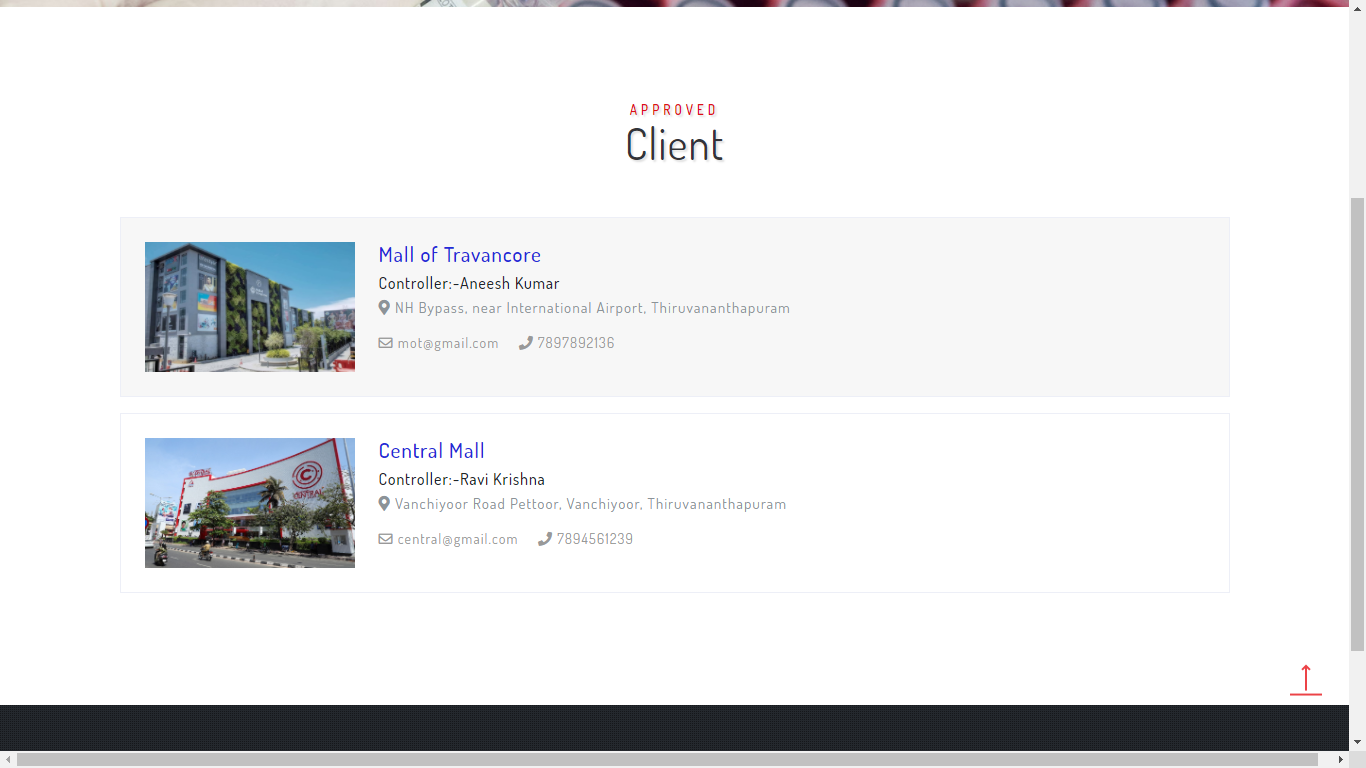 APPROVED
Client
Mall of Travancore
Controller:-Aneesh Kumar
NH Bypass, near International Airport, Thiruvananthapuram
mot@gmail.com 7897892136
Central Mall
Controller:-Ravi Krishna
Vanchiyoor Road Pettoor, Vanchiyoor, Thiruvananthapuram
central@gmail.com 7894561239